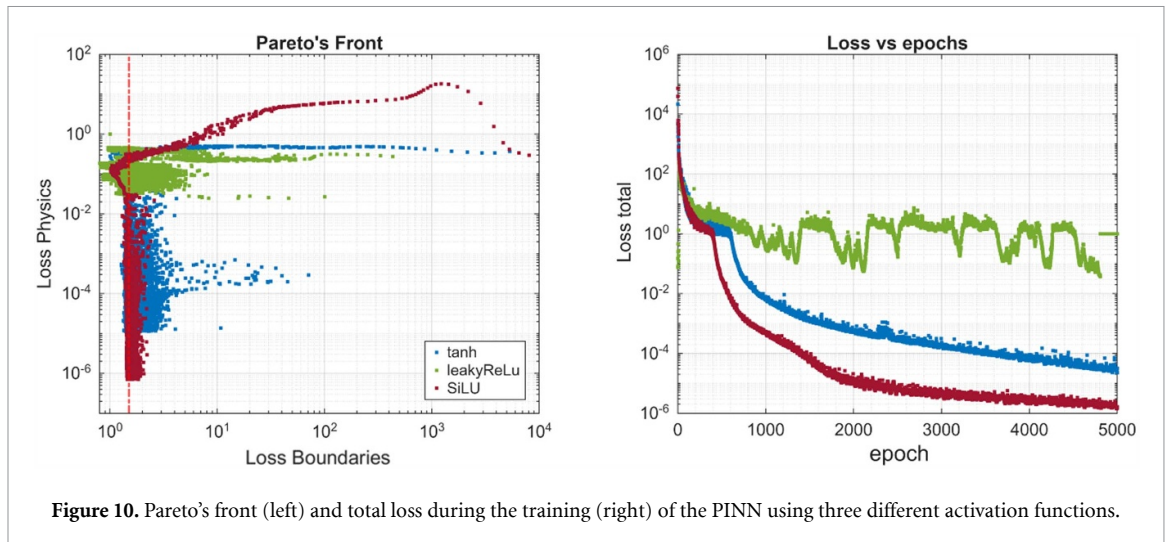 Pareto's Front
10^2
10^0
10^-2
10^-4
10^-6
Loss Physics
tanh
leakyReLu
SiLU
10^0 10^1 10^2 10^3 10^4
Loss Boundaries
Loss vs epochs
10^6
10^4
10^2
10^0
10^-2
10^-4
10^-6
Loss total
0 1000 2000 3000 4000 5000
epoch
Figure 10. Pareto's front (left) and total loss during the training (right) of the PINN using three different activation functions.